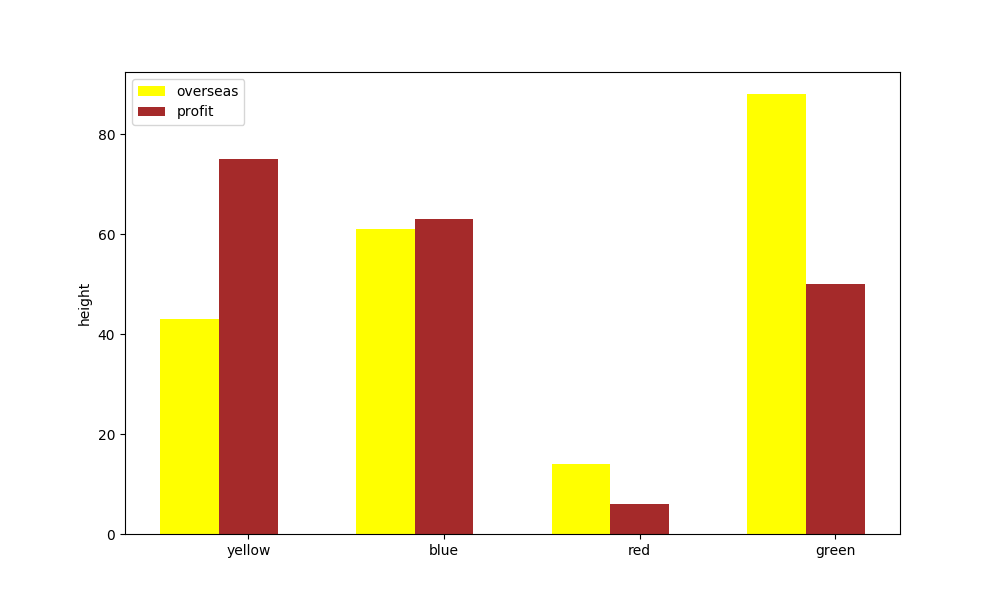 overseas
profit
80
60
40
20
0
height
yellow
blue
red
green